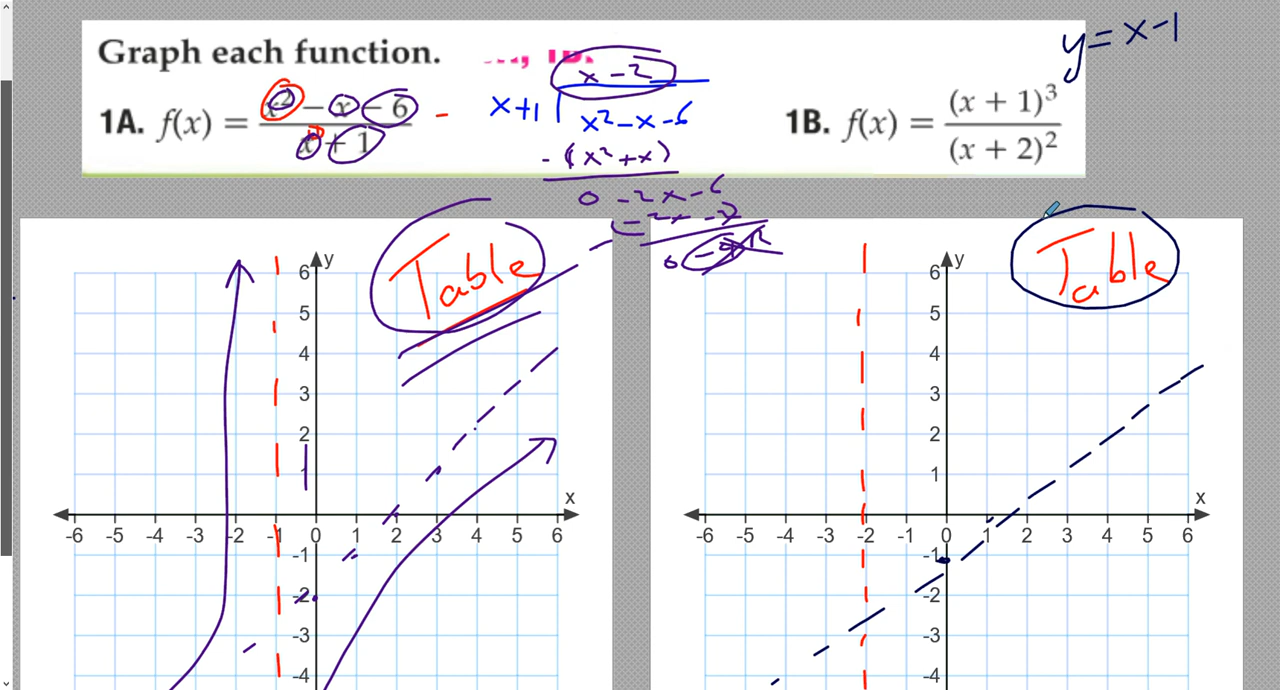 Graph each function.
y = x - 1
1A. f(x) = (x² - x - 6) / (x + 1)
x - 2
x+1 x² - x - 6
- (x² + x)
0 - 2x - 6
1B. f(x) = (x + 1)³ / (x + 2)²
Table
6 y
5
4
3
2
1
x
-6 -5 -4 -3 -2 -1 0 1 2 3 4 5 6
-1
-2
-3
-4
Table
6 y
5
4
3
2
1
x
-6 -5 -4 -3 -2 -1 0 1 2 3 4 5 6
-1
-2
-3
-4